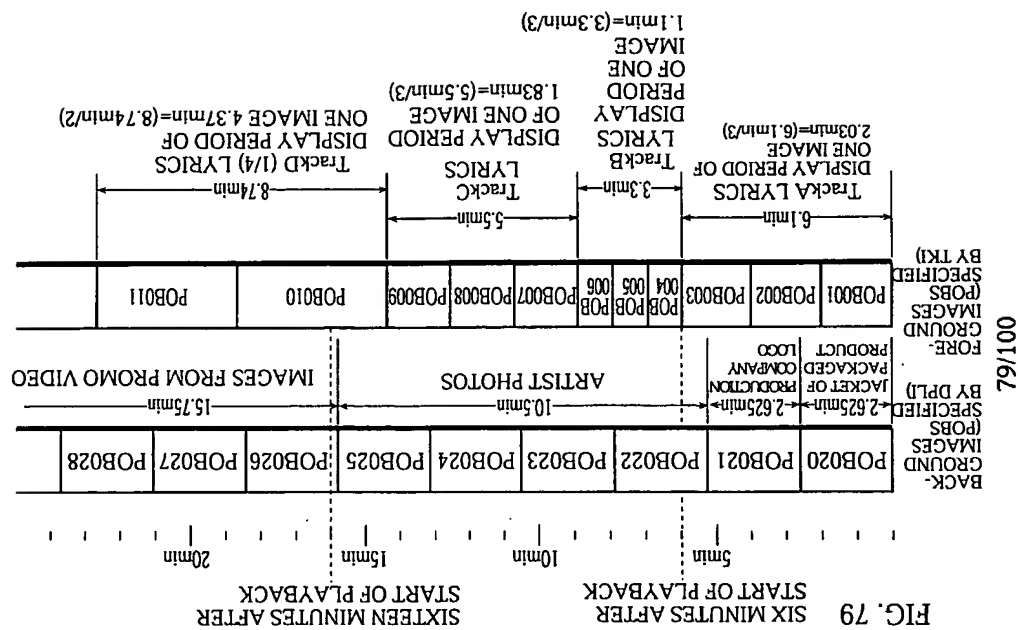 79/100
FIG. 79
SIX MINUTES AFTER
START OF PLAYBACK
SIXTEEN MINUTES AFTER
START OF PLAYBACK
5min
10min
15min
20min
BACK-
GROUND
IMAGES
(POBS
SPECIFIED
BY DPLI)
POB020
POB021
POB022
POB023
POB024
POB025
POB026
POB027
POB028
2.625min
2.625min
10.5min
15.75min
JACKET OF
PACKAGED
PRODUCT
PRODUCTION
COMPANY
LOGO
ARTIST PHOTOS
IMAGES FROM PROMO VIDEO
FORE-
GROUND
IMAGES
(POBS
SPECIFIED
BY TKI)
POB001
POB002
POB003
POB
004
POB
005
POB
006
POB007
POB008
POB009
POB010
POB011
6.1min
3.3min
5.5min
8.74min
TrackA LYRICS
DISPLAY PERIOD OF
ONE IMAGE
2.03min=(6.1min/3)
TrackB
LYRICS
DISPLAY
PERIOD
OF ONE
IMAGE
1.1min=(3.3min/3)
TrackC
LYRICS
DISPLAY PERIOD
OF ONE IMAGE
1.83min=(5.5min/3)
TrackD (1/4) LYRICS
DISPLAY PERIOD OF
ONE IMAGE 4.37min=(8.74min/2)